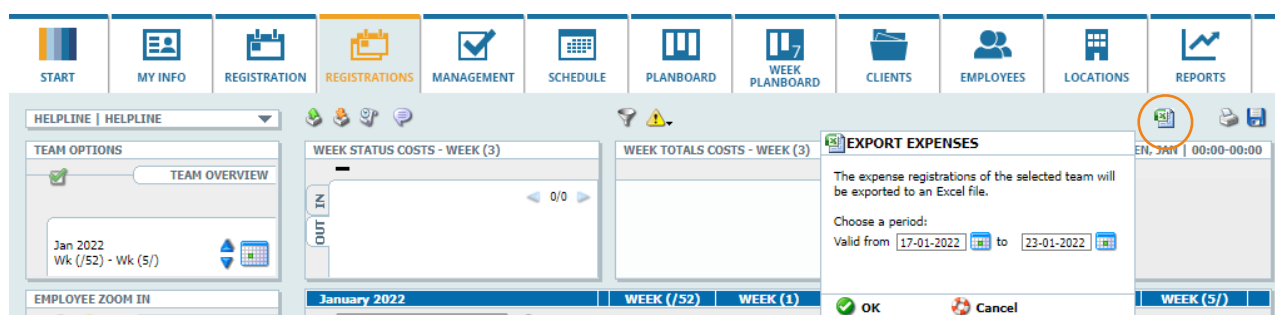 START
MY INFO
REGISTRATION
REGISTRATIONS
MANAGEMENT
SCHEDULE
PLANBOARD
7
WEEK
PLANBOARD
CLIENTS
EMPLOYEES
LOCATIONS
REPORTS
HELPLINE | HELPLINE
TEAM OPTIONS
TEAM OVERVIEW
Jan 2022
Wk (/52) - Wk (5/)
EMPLOYEE ZOOM IN
WEEK STATUS COSTS - WEEK (3)
IN
OUT
0/0
WEEK TOTALS COSTS - WEEK (3)
EXPORT EXPENSES
The expense registrations of the selected team will
be exported to an Excel file.
Choose a period:
Valid from 17-01-2022 to 23-01-2022
OK Cancel
EN, JAN | 00:00-00:00
January 2022 WEEK (/52) WEEK (1) WEEK (5/)